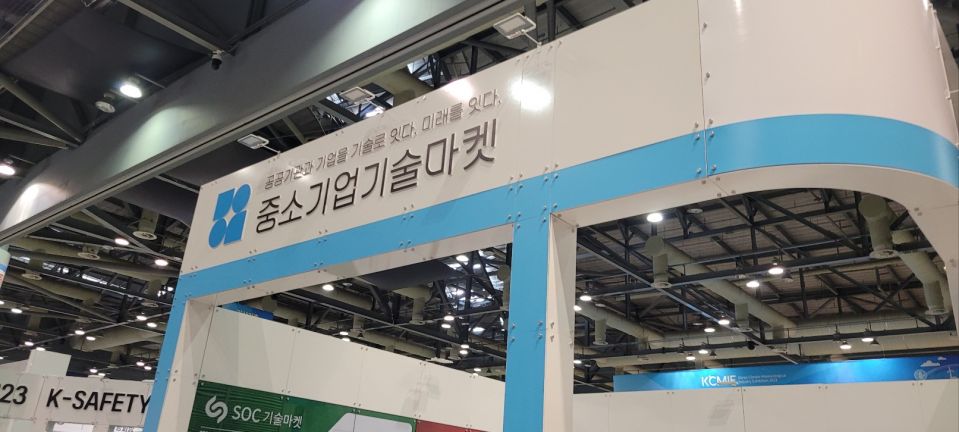 공공기관과 기업을 기술로 잇다, 미래를 잇다.
중소기업기술마켓
KCMIE
23 K-SAFETY
SOC 기술마켓